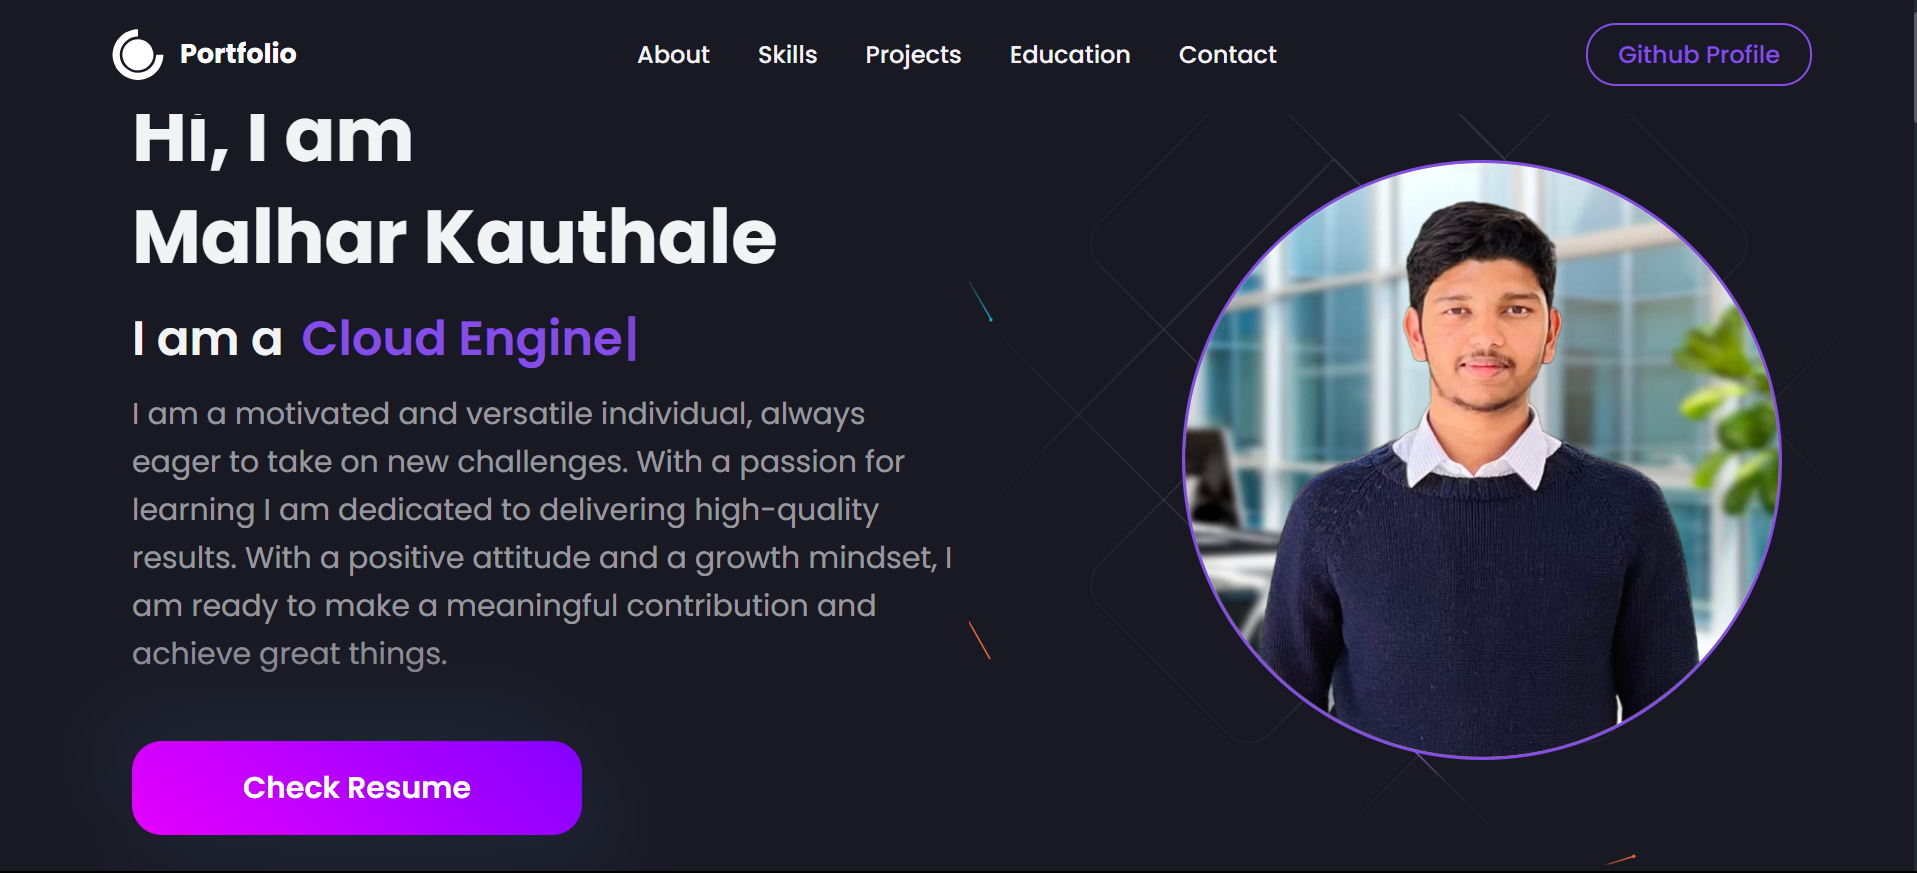 Portfolio
About
Skills
Projects
Education
Contact
Github Profile
Hi, I am
Malhar Kauthale
I am a Cloud Engine|
I am a motivated and versatile individual, always
eager to take on new challenges. With a passion for
learning I am dedicated to delivering high-quality
results. With a positive attitude and a growth mindset, I
am ready to make a meaningful contribution and
achieve great things.
Check Resume